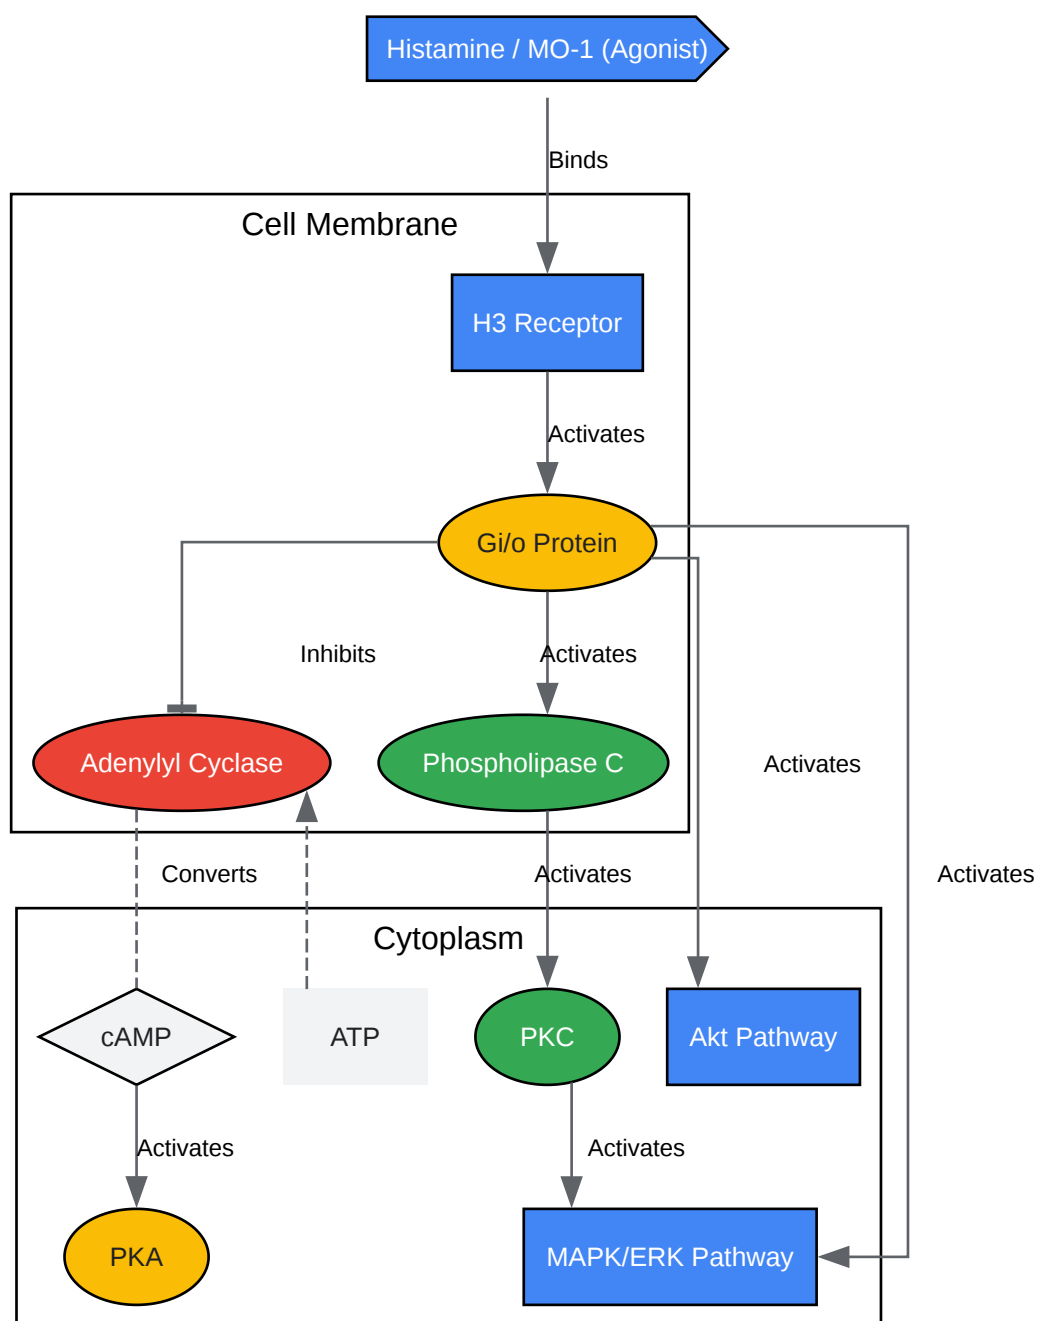 Histamine / MO-1 (Agonist)
Binds
Cell Membrane
H3 Receptor
Activates
Gi/o Protein
Inhibits
Activates
Adenylyl Cyclase
Phospholipase C
Activates
Converts
Activates
Activates
Cytoplasm
cAMP
ATP
PKC
Akt Pathway
Activates
Activates
PKA
MAPK/ERK Pathway